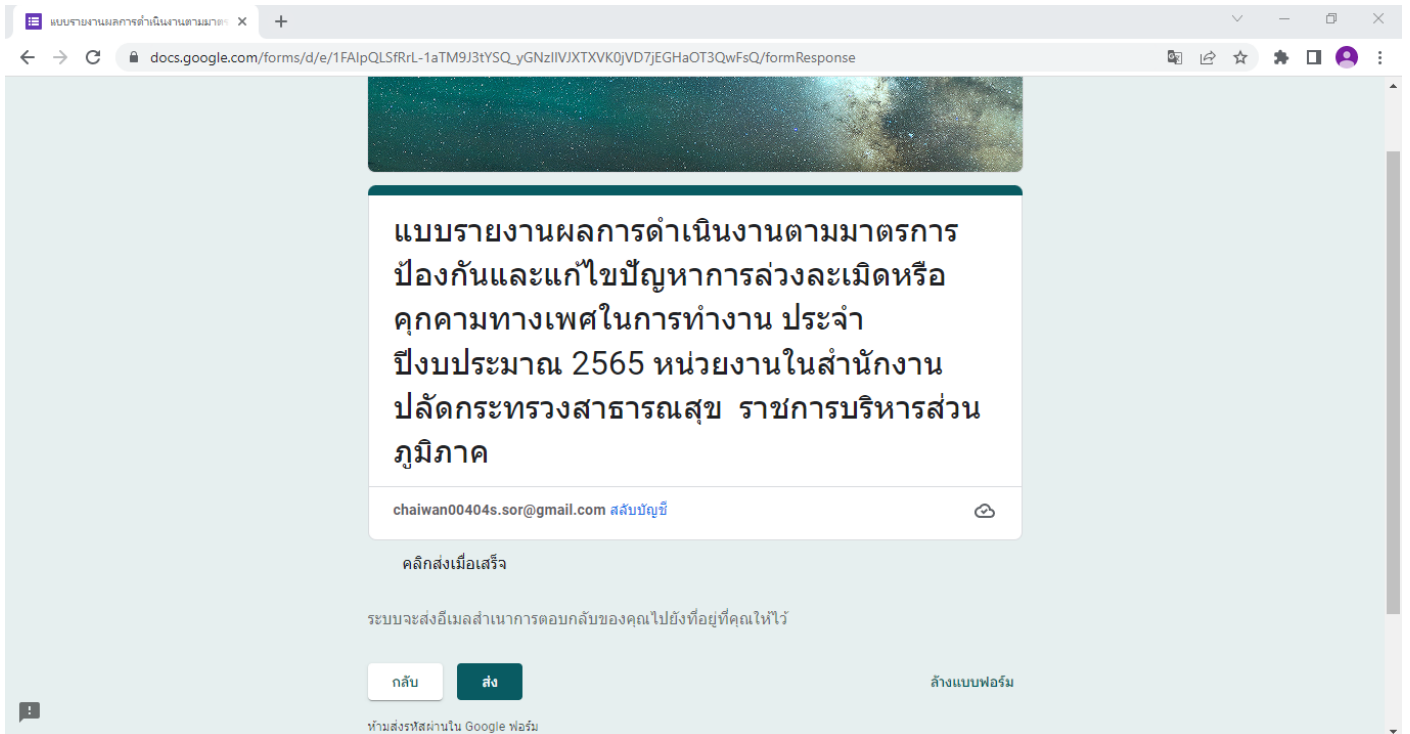 แบบรายงานผลการดำเนินงานตามมาตร
docs.google.com/forms/d/e/1FAIpQLSfRrL-1aTM9J3tYSQ_yGNzIIVJXTXVK0jVD7jEGHaOT3QwFsQ/formResponse
แบบรายงานผลการดำเนินงานตามมาตรการ
ป้องกันและแก้ไขปัญหาการล่วงละเมิดหรือ
คุกคามทางเพศในการทำงาน ประจำ
ปีงบประมาณ 2565 หน่วยงานในสำนักงาน
ปลัดกระทรวงสาธารณสุข ราชการบริหารส่วน
ภูมิภาค
chaiwan00404s.sor@gmail.com สลับบัญชี
คลิกส่งเมื่อเสร็จ
ระบบจะส่งอีเมลสำเนาการตอบกลับของคุณไปยังที่อยู่ที่คุณให้ไว้
กลับ ส่ง ล้างแบบฟอร์ม
ห้ามส่งรหัสผ่านใน Google ฟอร์ม